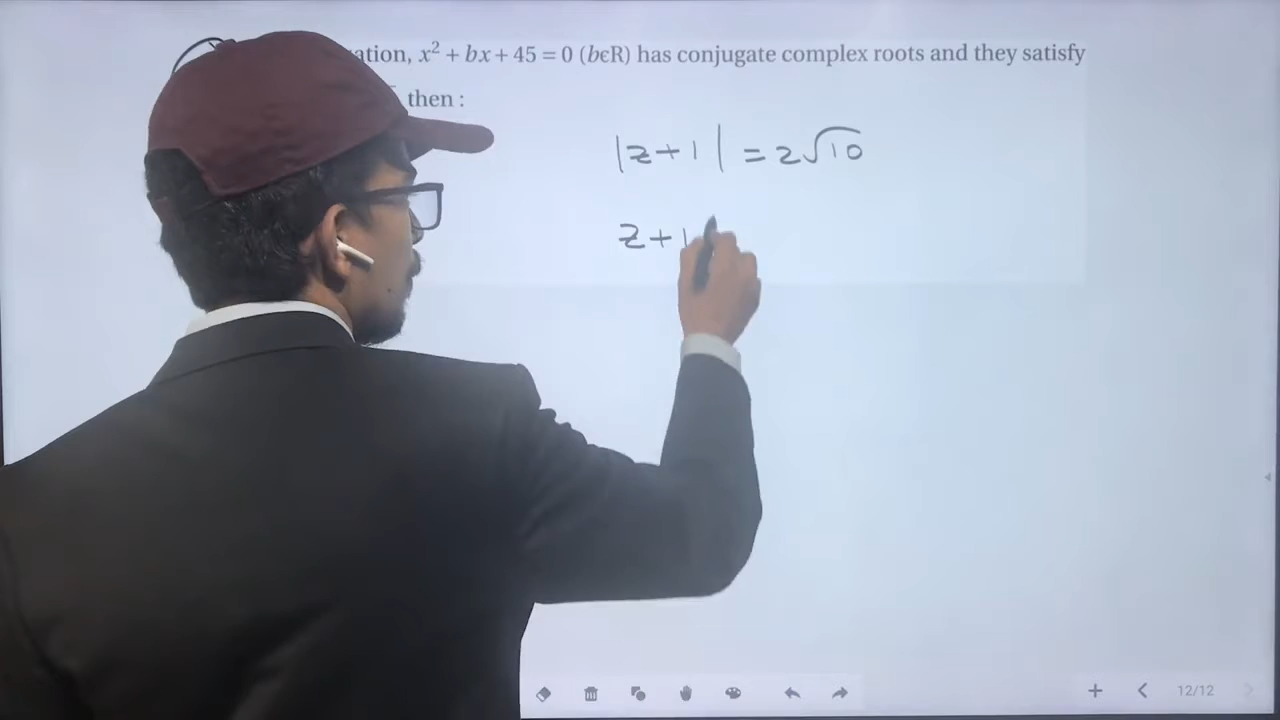 x² + bx + 45 = 0 (bϵR) has conjugate complex roots and they satisfy
then :
|z+1| = 2√10
z+1
12/12